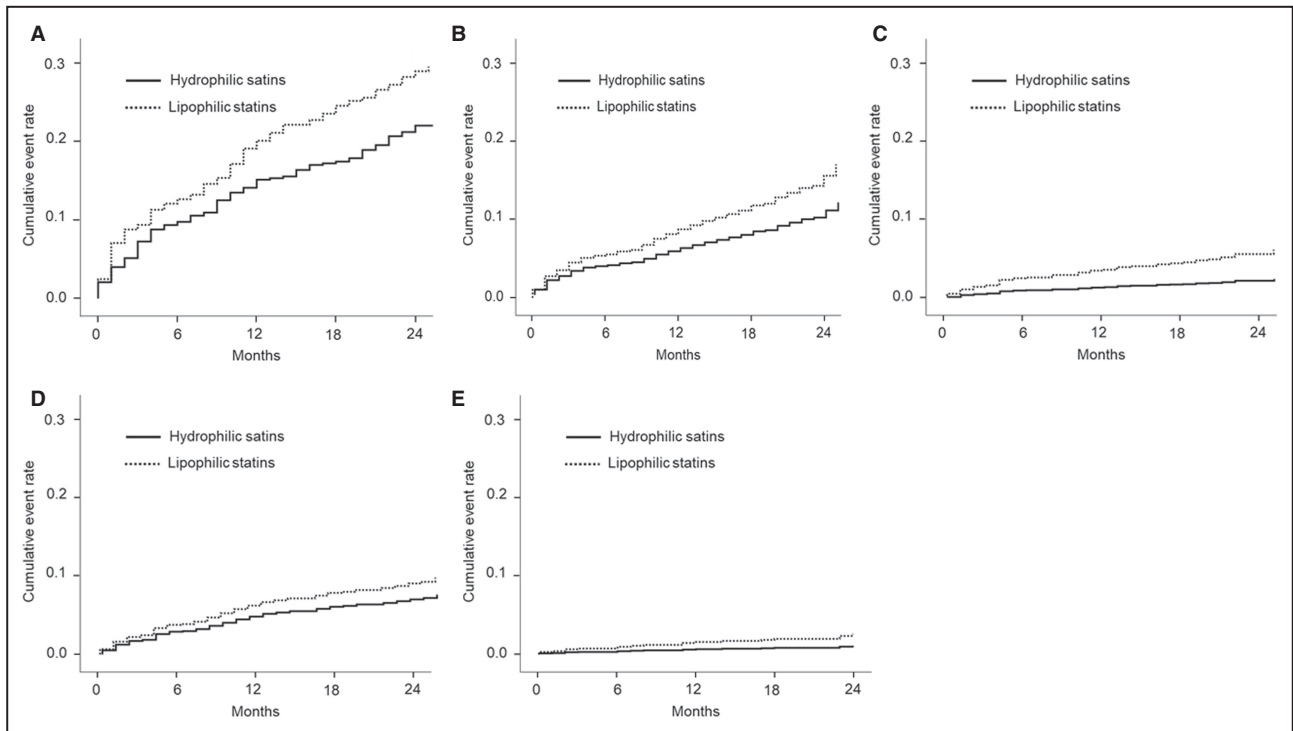 A
Cumulative event rate
0.3
0.2
0.1
0.0
Hydrophilic satins
Lipophilic statins
0 6 12 18 24
Months
B
Cumulative event rate
0.3
0.2
0.1
0.0
Hydrophilic satins
Lipophilic statins
0 6 12 18 24
Months
C
Cumulative event rate
0.3
0.2
0.1
0.0
Hydrophilic satins
Lipophilic statins
0 6 12 18 24
Months
D
Cumulative event rate
0.3
0.2
0.1
0.0
Hydrophilic satins
Lipophilic statins
0 6 12 18 24
Months
E
Cumulative event rate
0.3
0.2
0.1
0.0
Hydrophilic satins
Lipophilic statins
0 6 12 18 24
Months